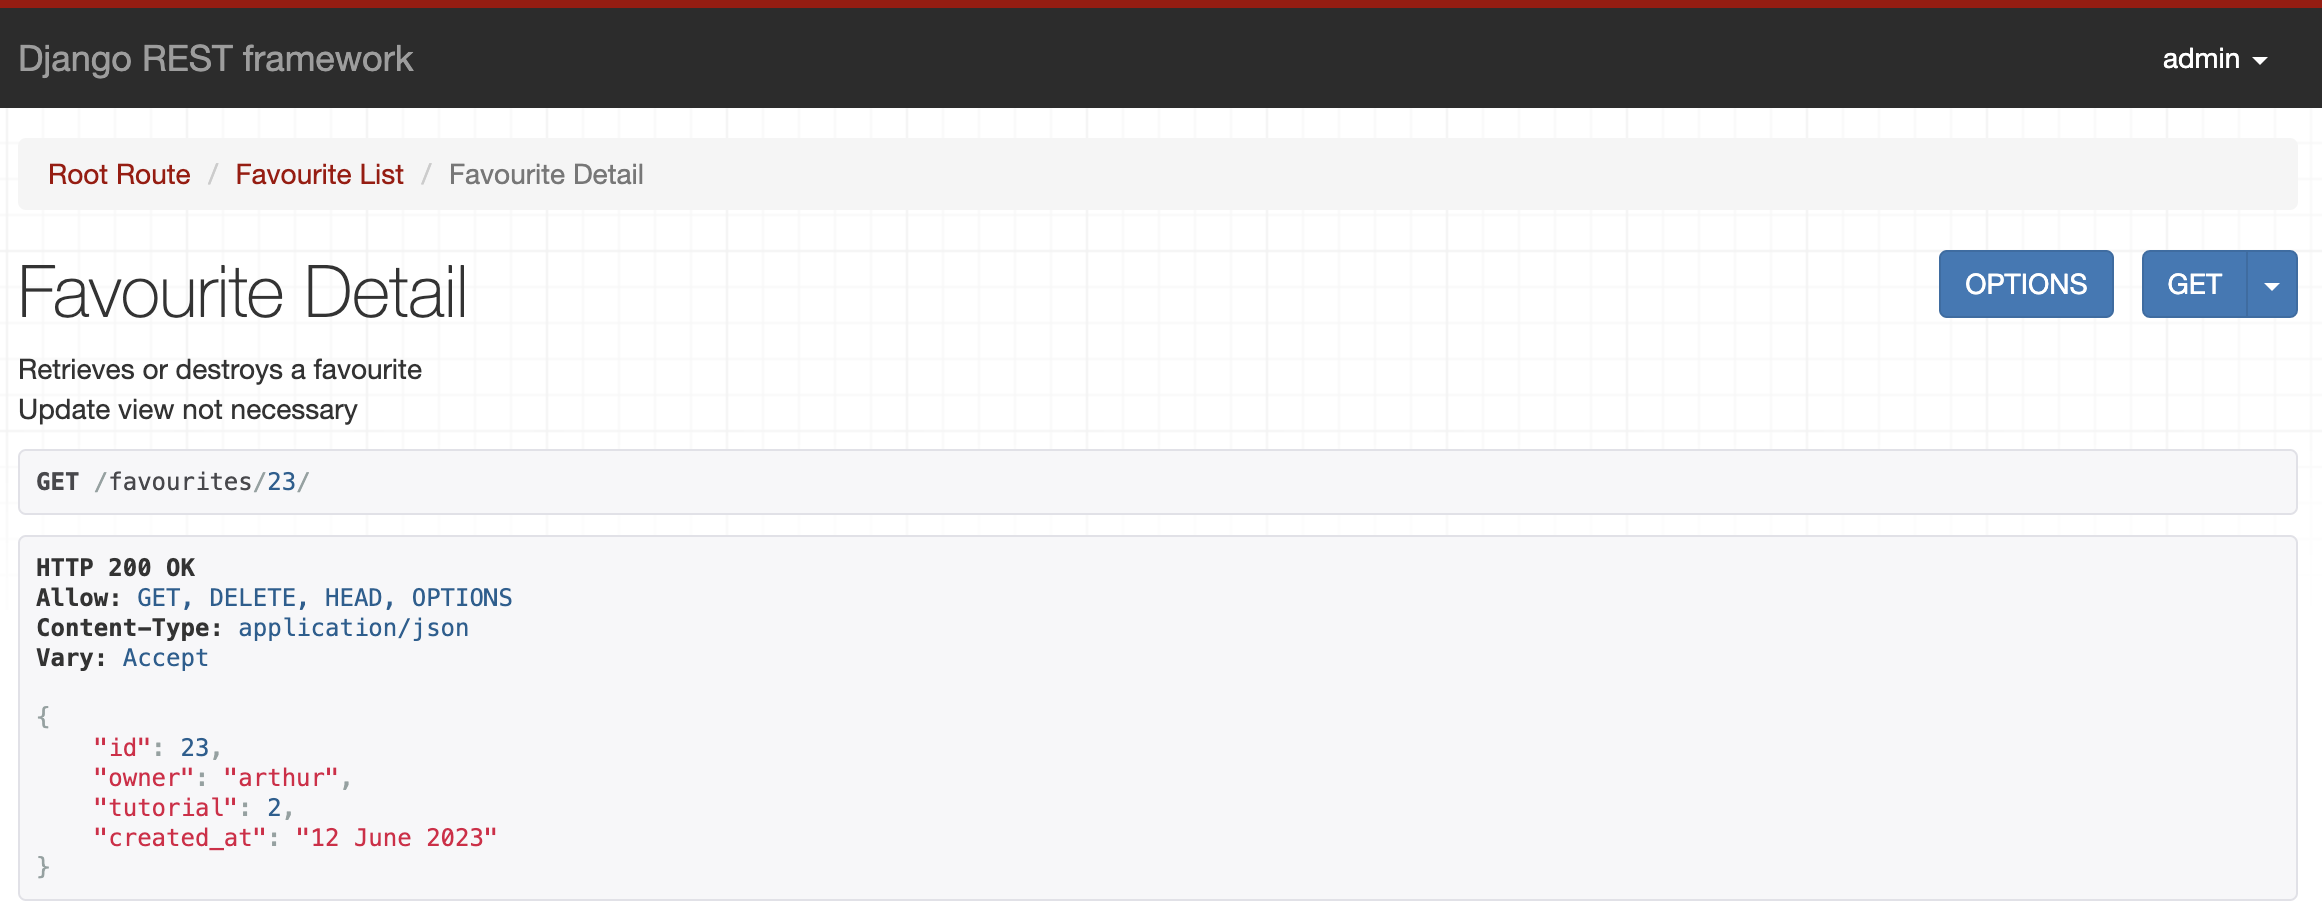 Django REST framework
admin
Root Route / Favourite List / Favourite Detail
Favourite Detail
OPTIONS
GET
Retrieves or destroys a favourite
Update view not necessary
GET /favourites/23/
HTTP 200 OK
Allow: GET, DELETE, HEAD, OPTIONS
Content-Type: application/json
Vary: Accept
{
    "id": 23,
    "owner": "arthur",
    "tutorial": 2,
    "created_at": "12 June 2023"
}